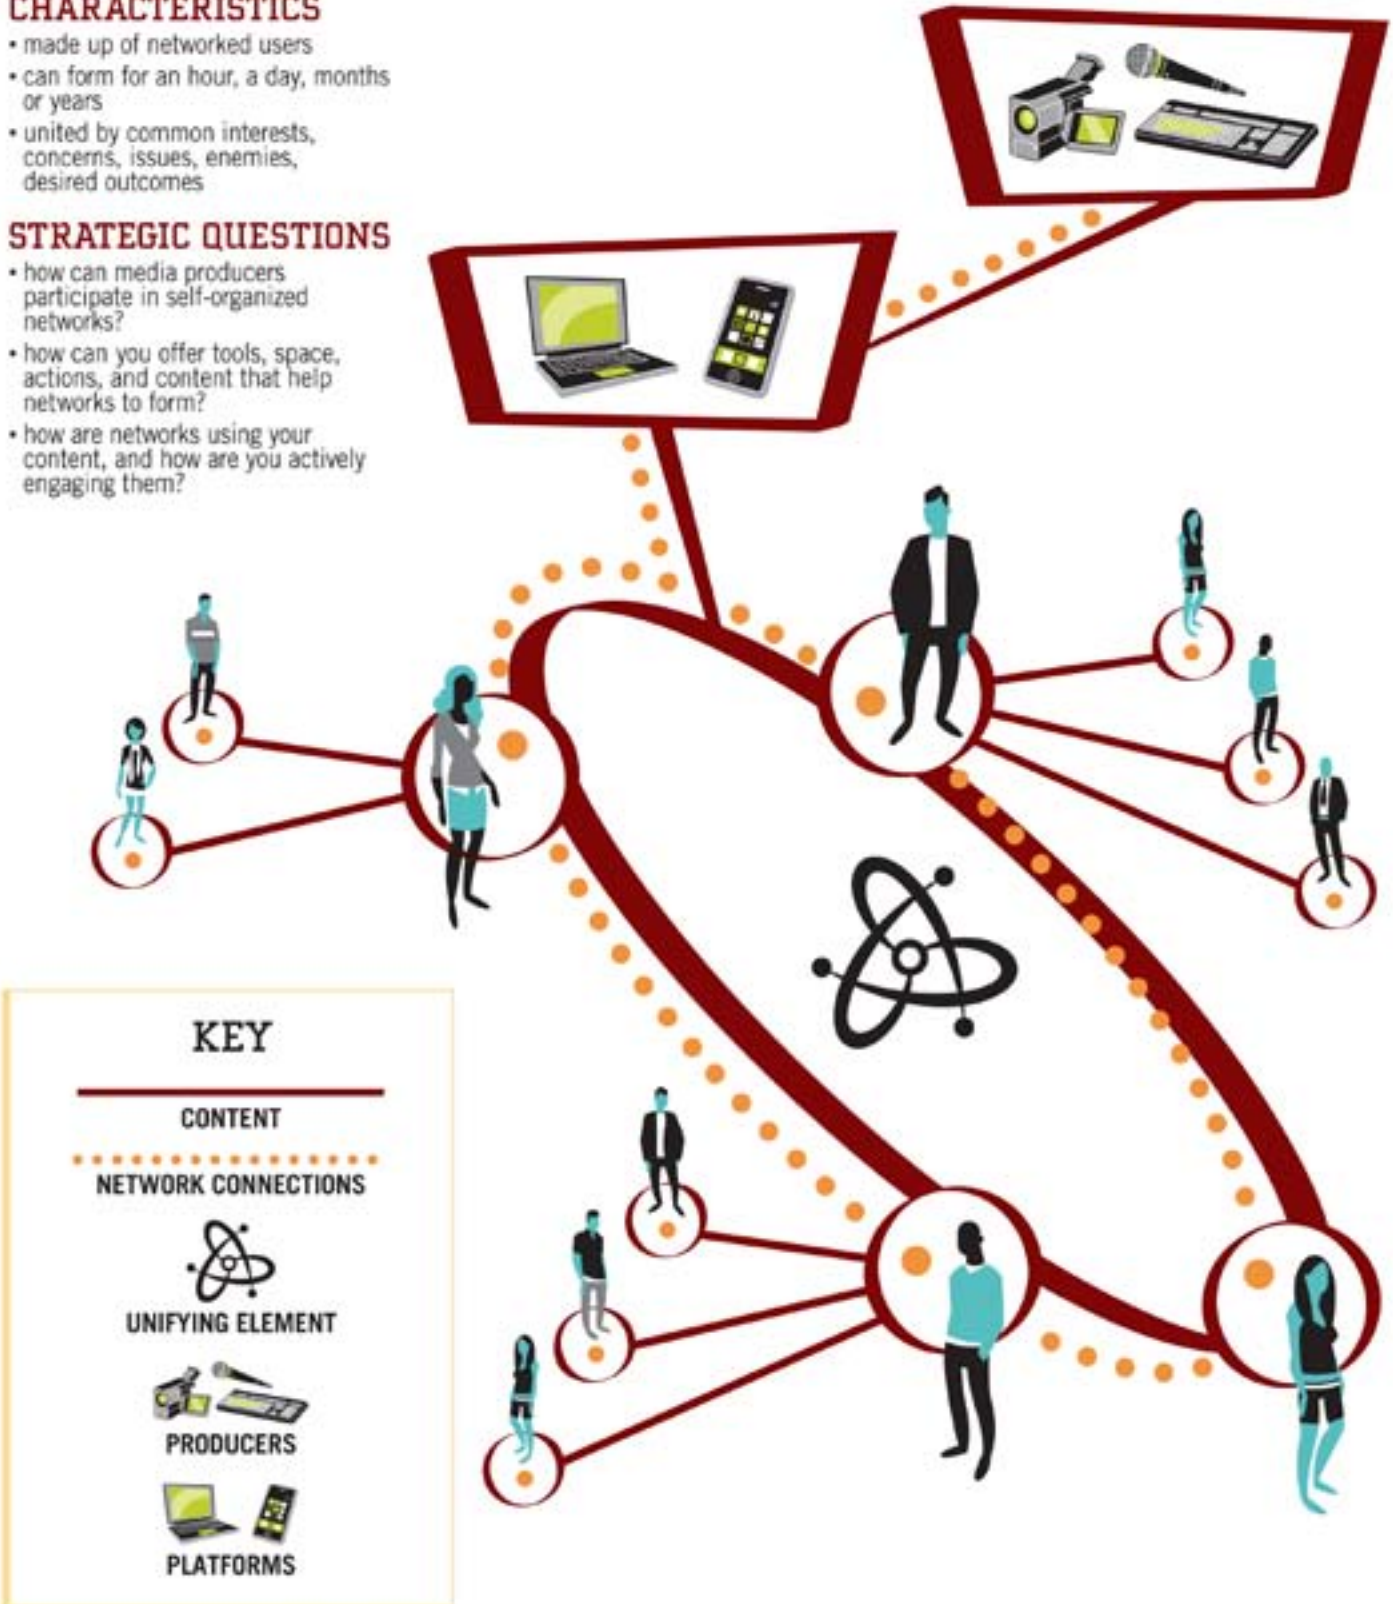 CHARACTERISTICS
• made up of networked users
• can form for an hour, a day, months
or years
• united by common interests,
concerns, issues, enemies,
desired outcomes
STRATEGIC QUESTIONS
• how can media producers
participate in self-organized
networks?
• how can you offer tools, space,
actions, and content that help
networks to form?
• how are networks using your
content, and how are you actively
engaging them?
KEY
CONTENT
NETWORK CONNECTIONS
UNIFYING ELEMENT
PRODUCERS
PLATFORMS